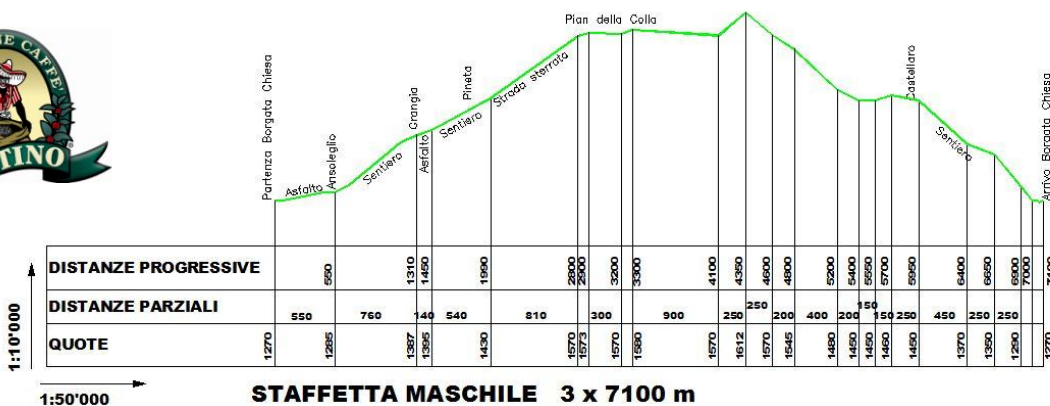 NE CAFFE'
TINO
Partenza Borgata Chiesa
Asfalto
Ansoleglio
Sentiero
Grangia
Asfalto
Sentiero
Pineta
Strada sterrata
Pian della Colla
Castellaro
Sentiero
Arrivo Borgata Chiesa
DISTANZE PROGRESSIVE 550 1310 1450 1990 2800 2900 3200 3300 4100 4350 4600 4800 5200 5400 5550 5700 5950 6400 6650 6900 7000 7100
DISTANZE PARZIALI 550 760 140 540 810 300 900 250 250 200 400 200 150 150 250 450 250 250
QUOTE 1270 1285 1387 1395 1430 1570 1573 1570 1580 1570 1612 1570 1545 1480 1450 1450 1460 1450 1370 1350 1290 1270
1:10'000
1:50'000
STAFFETTA MASCHILE 3 x 7100 m